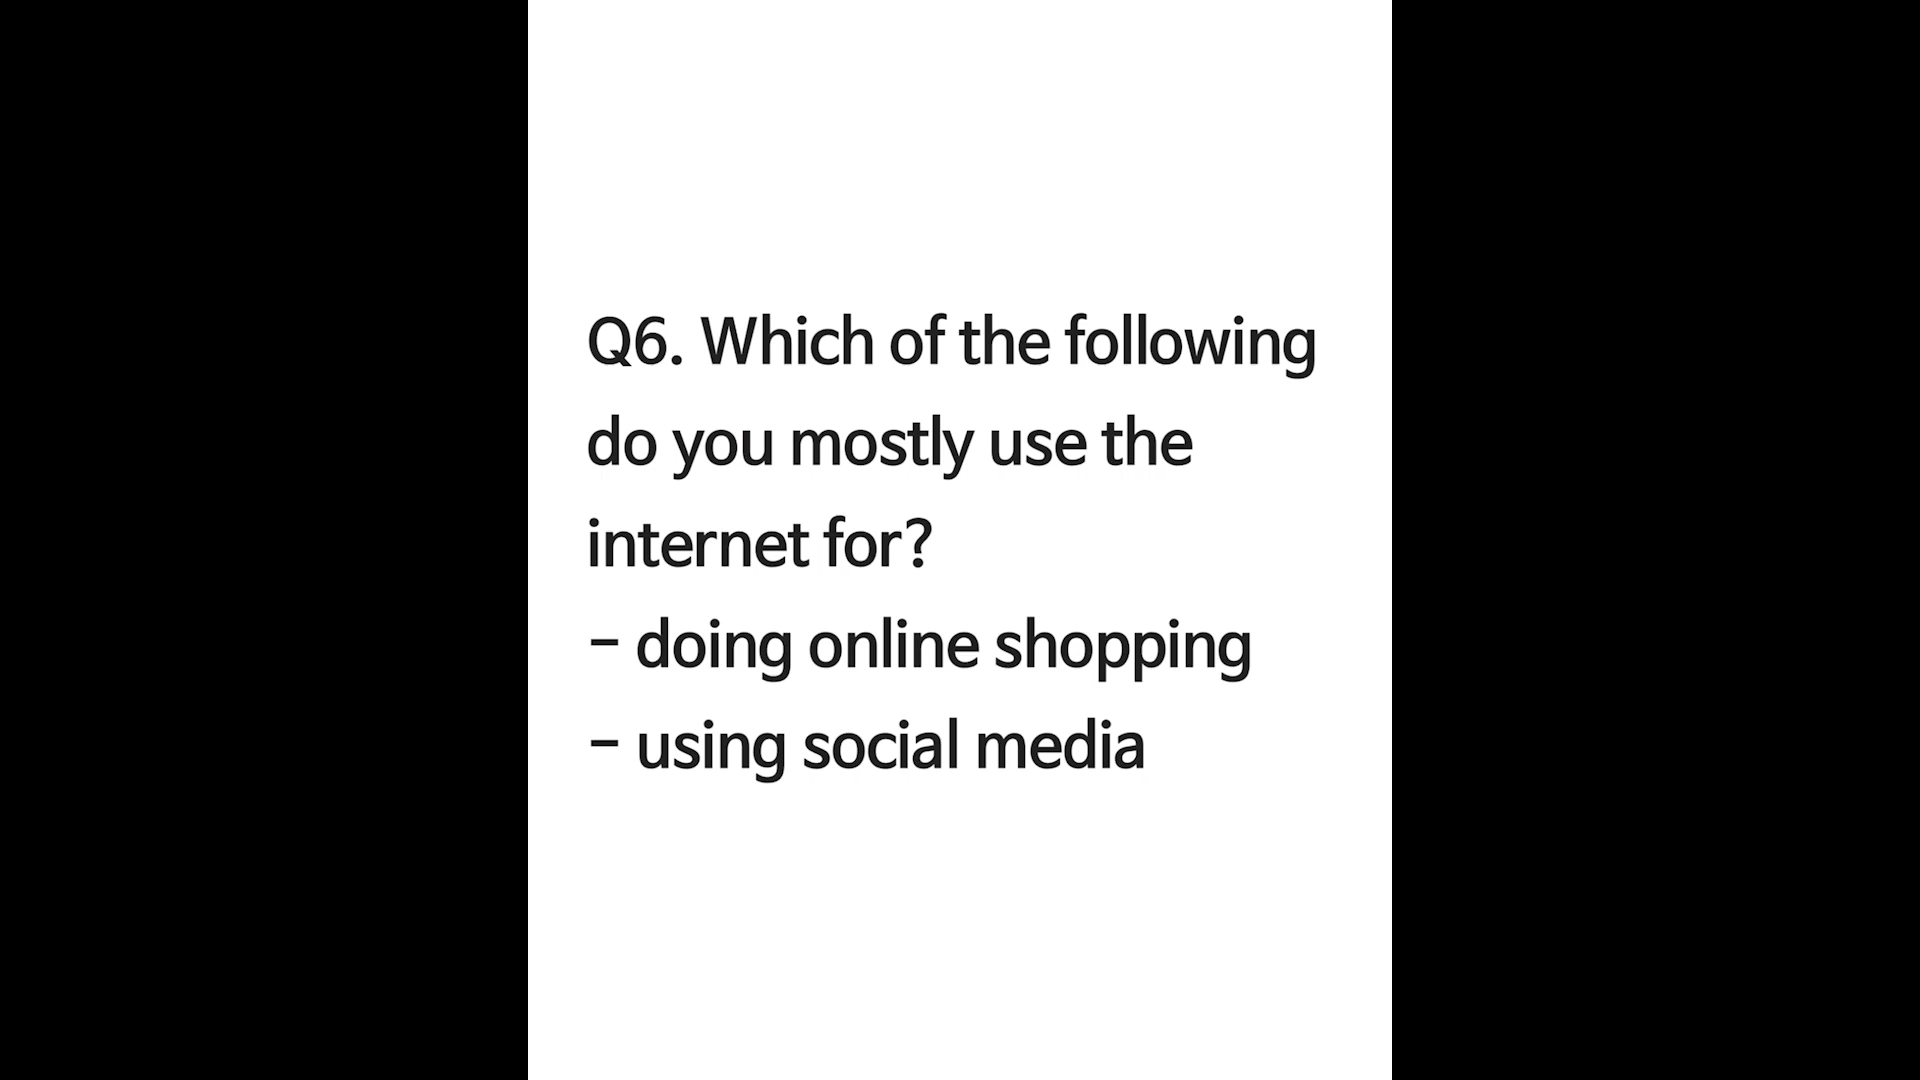 Q6. Which of the following
do you mostly use the
internet for?
- doing online shopping
- using social media